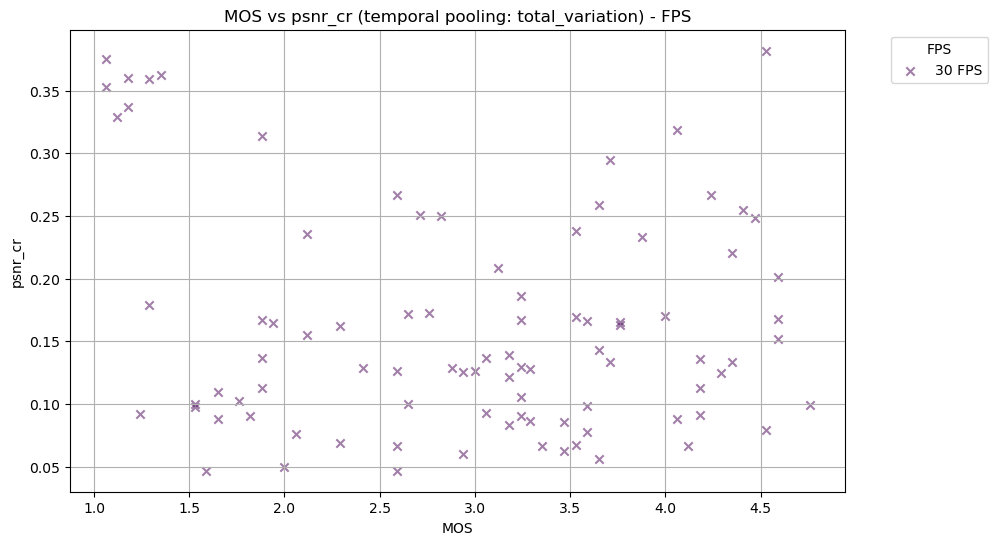 MOS vs psnr_cr (temporal pooling: total_variation) - FPS
FPS
30 FPS
psnr_cr
0.35
0.30
0.25
0.20
0.15
0.10
0.05
1.0 1.5 2.0 2.5 3.0 3.5 4.0 4.5
MOS